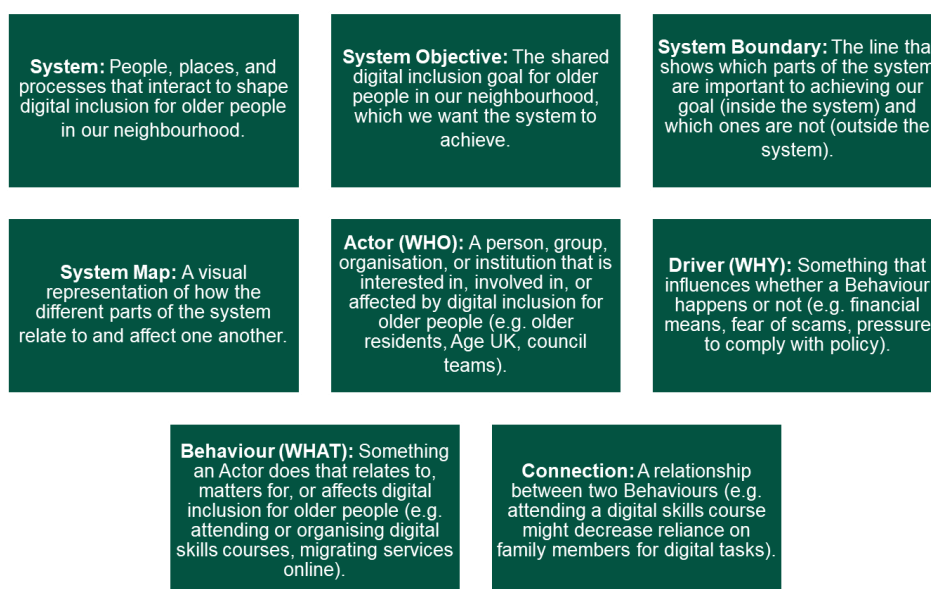 System: People, places, and
processes that interact to shape
digital inclusion for older people
in our neighbourhood.
System Objective: The shared
digital inclusion goal for older
people in our neighbourhood,
which we want the system to
achieve.
System Boundary: The line tha
shows which parts of the system
are important to achieving our
goal (inside the system) and
which ones are not (outside the
system).
System Map: A visual
representation of how the
different parts of the system
relate to and affect one another.
Actor (WHO): A person, group,
organisation, or institution that is
interested in, involved in, or
affected by digital inclusion for
older people (e.g. older
residents, Age UK, council
teams).
Driver (WHY): Something that
influences whether a Behaviour
happens or not (e.g. financial
means, fear of scams, pressure
to comply with policy).
Behaviour (WHAT): Something
an Actor does that relates to,
matters for, or affects digital
inclusion for older people (e.g.
attending or organising digital
skills courses, migrating services
online).
Connection: A relationship
between two Behaviours (e.g.
attending a digital skills course
might decrease reliance on
family members for digital tasks).